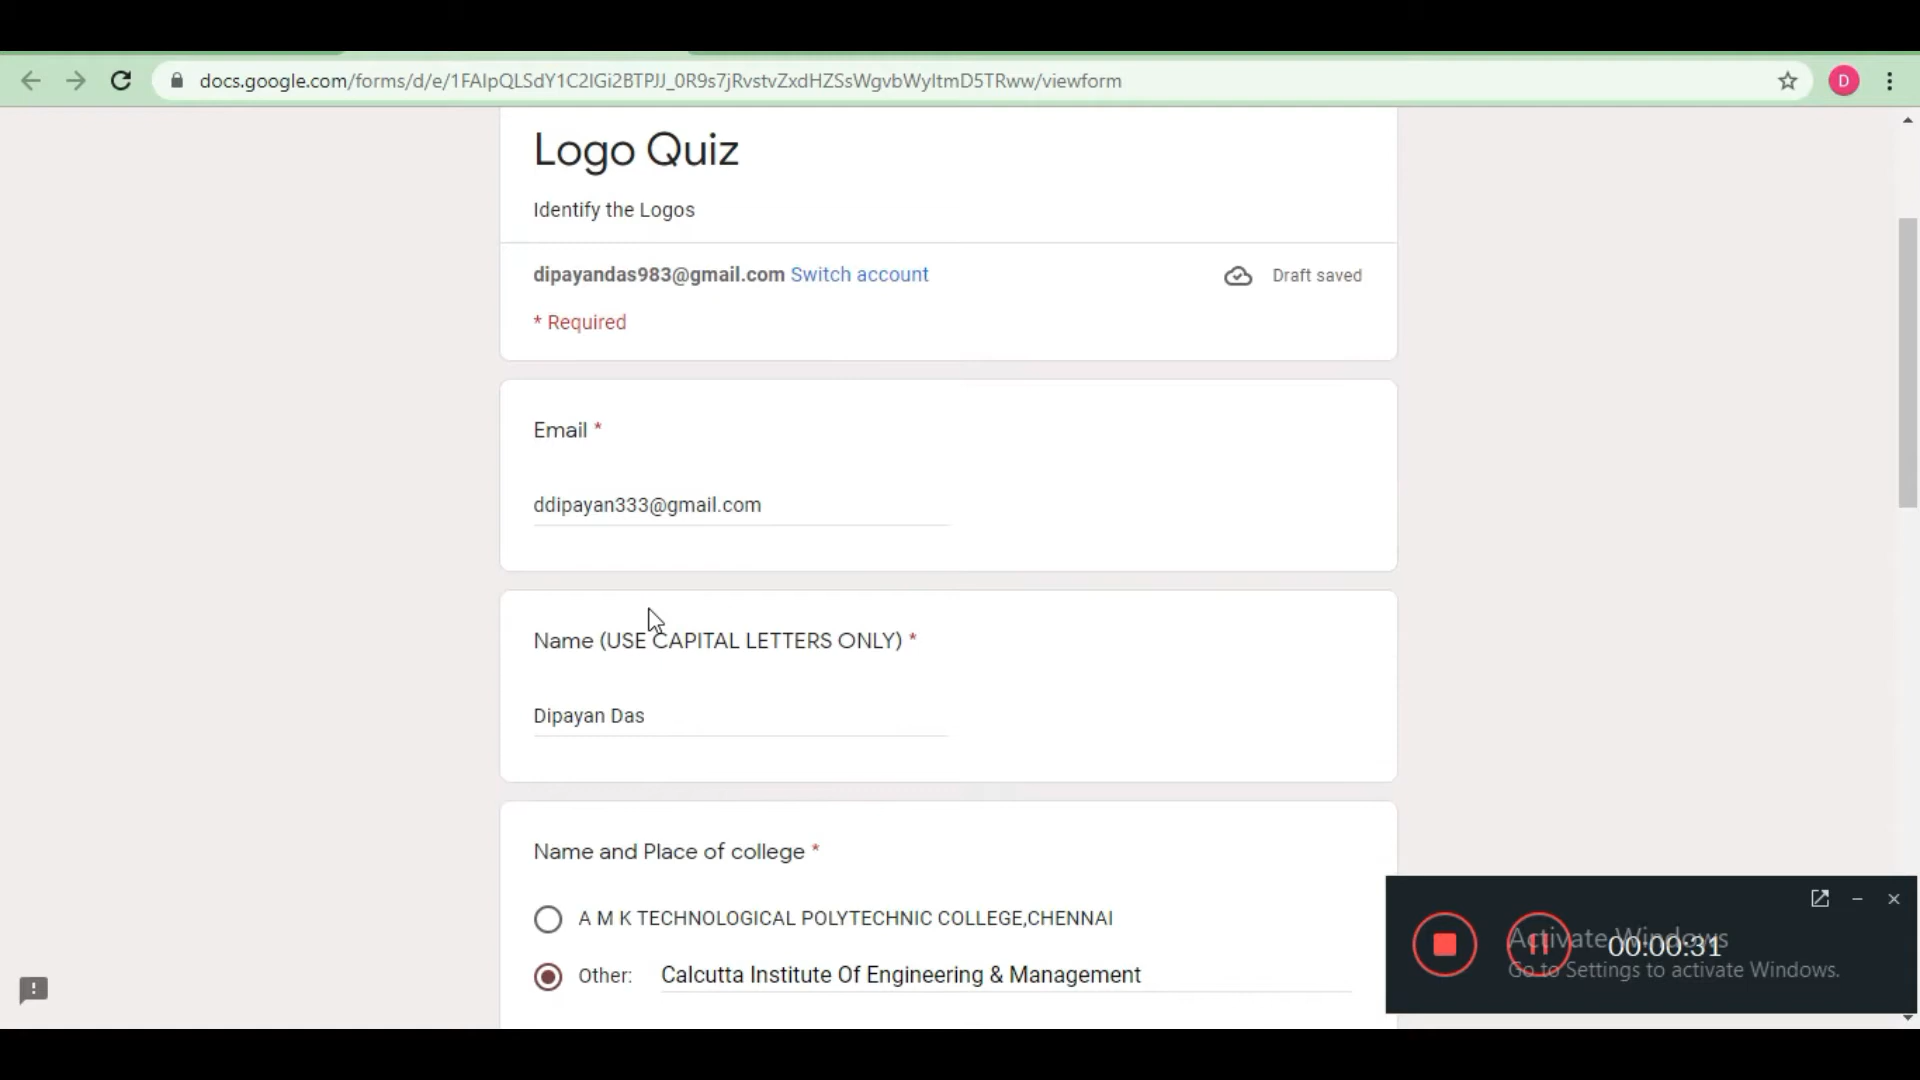 docs.google.com/forms/d/e/1FAIpQLSdY1C2IGi2BTPJJ_0R9s7jRvstvZxdHZSsWgvbWyItmD5TRww/viewform
D
Logo Quiz
Identify the Logos
dipayandas983@gmail.com Switch account
Draft saved
* Required
Email *
ddipayan333@gmail.com
Name (USE CAPITAL LETTERS ONLY) *
Dipayan Das
Name and Place of college *
A M K TECHNOLOGICAL POLYTECHNIC COLLEGE,CHENNAI
Other: Calcutta Institute Of Engineering & Management
Activate Windows
00:00:31
Go to Settings to activate Windows.